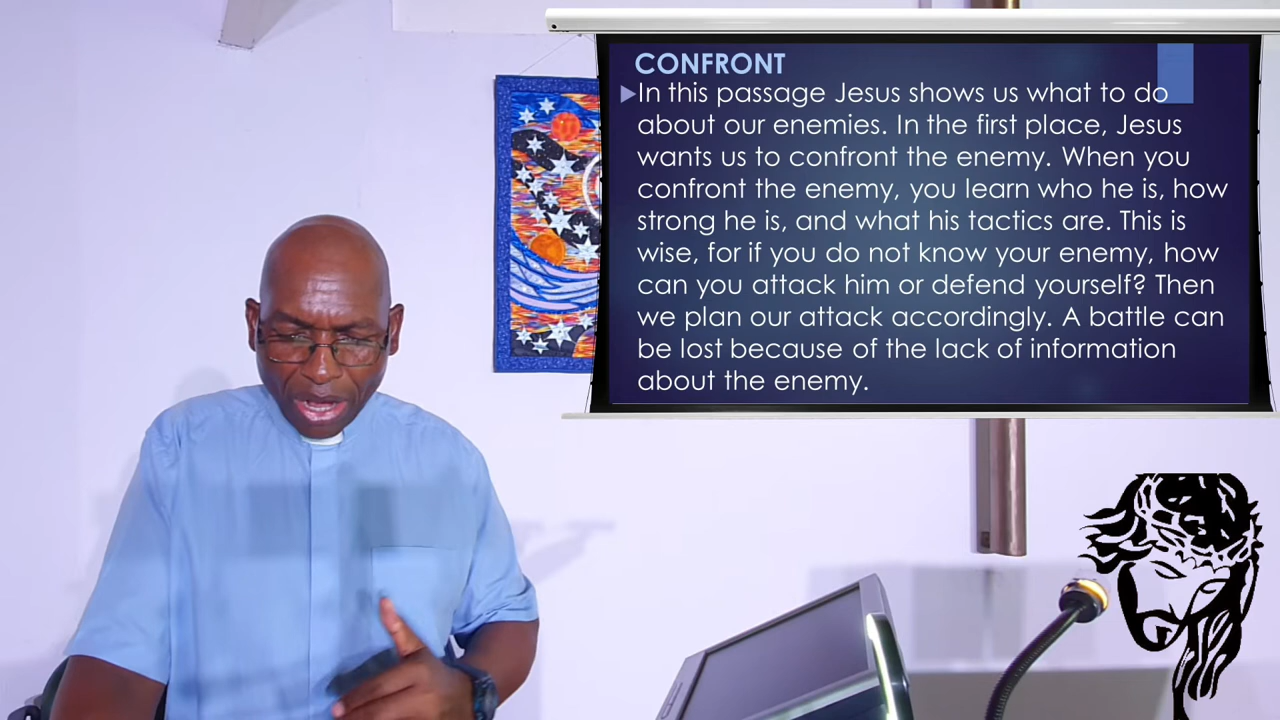 CONFRONT
In this passage Jesus shows us what to do
about our enemies. In the first place, Jesus
wants us to confront the enemy. When you
confront the enemy, you learn who he is, how
strong he is, and what his tactics are. This is
wise, for if you do not know your enemy, how
can you attack him or defend yourself? Then
we plan our attack accordingly. A battle can
be lost because of the lack of information
about the enemy.